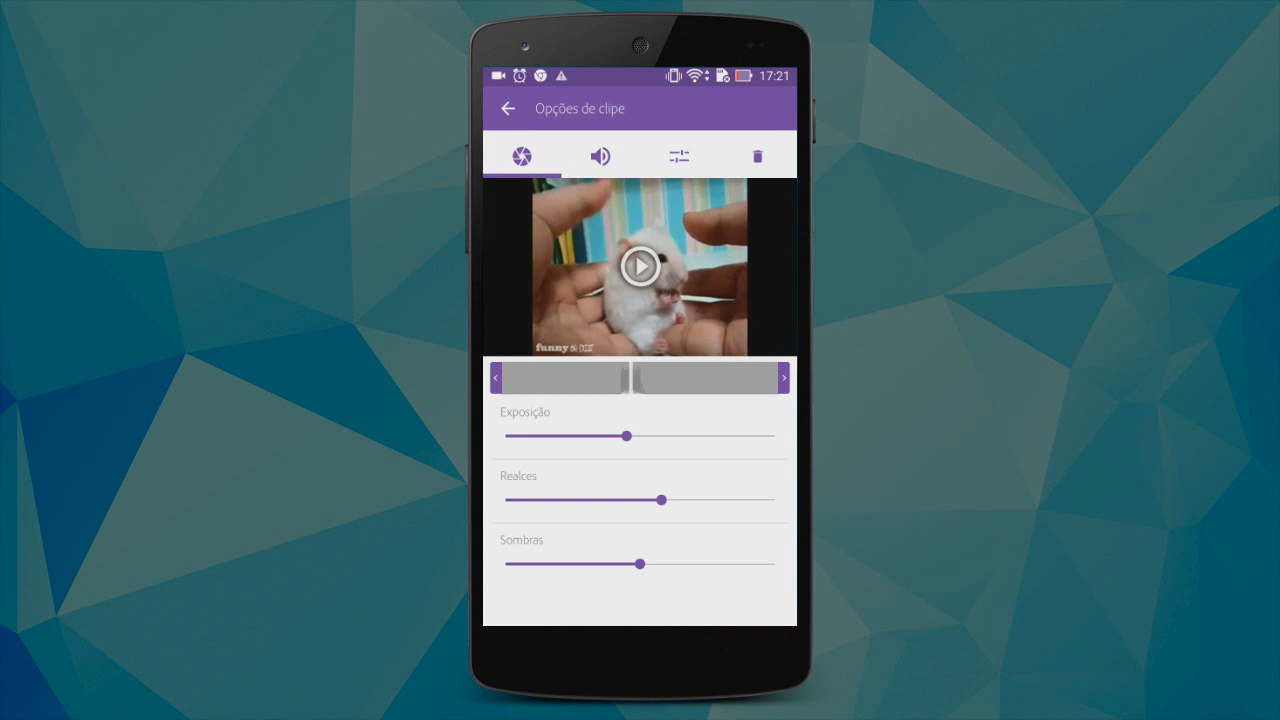 17:21
Opções de clipe
funny
Exposição
Realces
Sombras